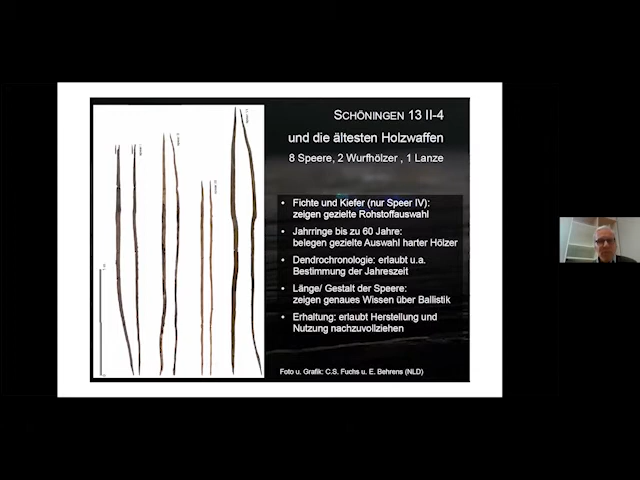 SCHÖNINGEN 13 II-4
und die ältesten Holzwaffen
8 Speere, 2 Wurfhölzer , 1 Lanze
• Fichte und Kiefer (nur Speer IV):
zeigen gezielte Rohstoffauswahl
• Jahrringe bis zu 60 Jahre:
belegen gezielte Auswahl harter Hölzer
• Dendrochronologie: erlaubt u.a.
Bestimmung der Jahreszeit
• Länge/ Gestalt der Speere:
zeigen genaues Wissen über Ballistik
• Erhaltung: erlaubt Herstellung und
Nutzung nachzuvollziehen
Foto u. Grafik: C.S. Fuchs u. E. Behrens (NLD)